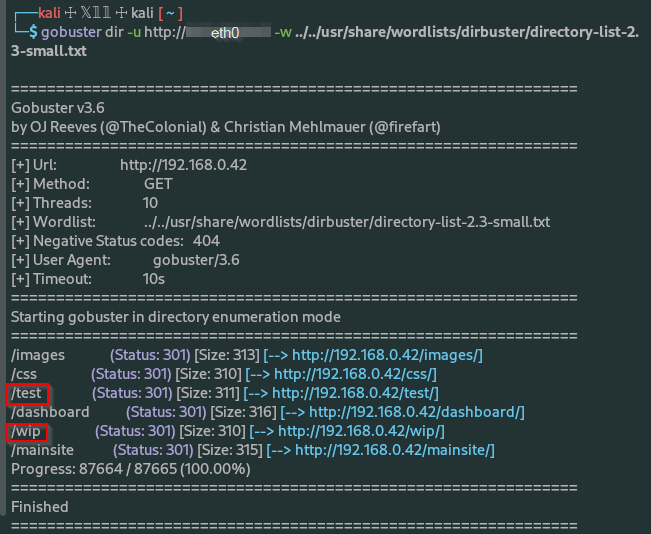 ┌──kali ☩ 𝕏𝟙𝟙 ☩ kali [ ~ ]
└─$ gobuster dir -u http:// eth0 -w ../../usr/share/wordlists/dirbuster/directory-list-2.
3-small.txt
===============================================================
Gobuster v3.6
by OJ Reeves (@TheColonial) & Christian Mehlmauer (@firefart)
===============================================================
[+] Url: http://192.168.0.42
[+] Method: GET
[+] Threads: 10
[+] Wordlist: ../../usr/share/wordlists/dirbuster/directory-list-2.3-small.txt
[+] Negative Status codes: 404
[+] User Agent: gobuster/3.6
[+] Timeout: 10s
===============================================================
Starting gobuster in directory enumeration mode
===============================================================
/images (Status: 301) [Size: 313] [--> http://192.168.0.42/images/]
/css (Status: 301) [Size: 310] [--> http://192.168.0.42/css/]
/test (Status: 301) [Size: 311] [--> http://192.168.0.42/test/]
/dashboard (Status: 301) [Size: 316] [--> http://192.168.0.42/dashboard/]
/wip (Status: 301) [Size: 310] [--> http://192.168.0.42/wip/]
/mainsite (Status: 301) [Size: 315] [--> http://192.168.0.42/mainsite/]
Progress: 87664 / 87665 (100.00%)
===============================================================
Finished
===============================================================